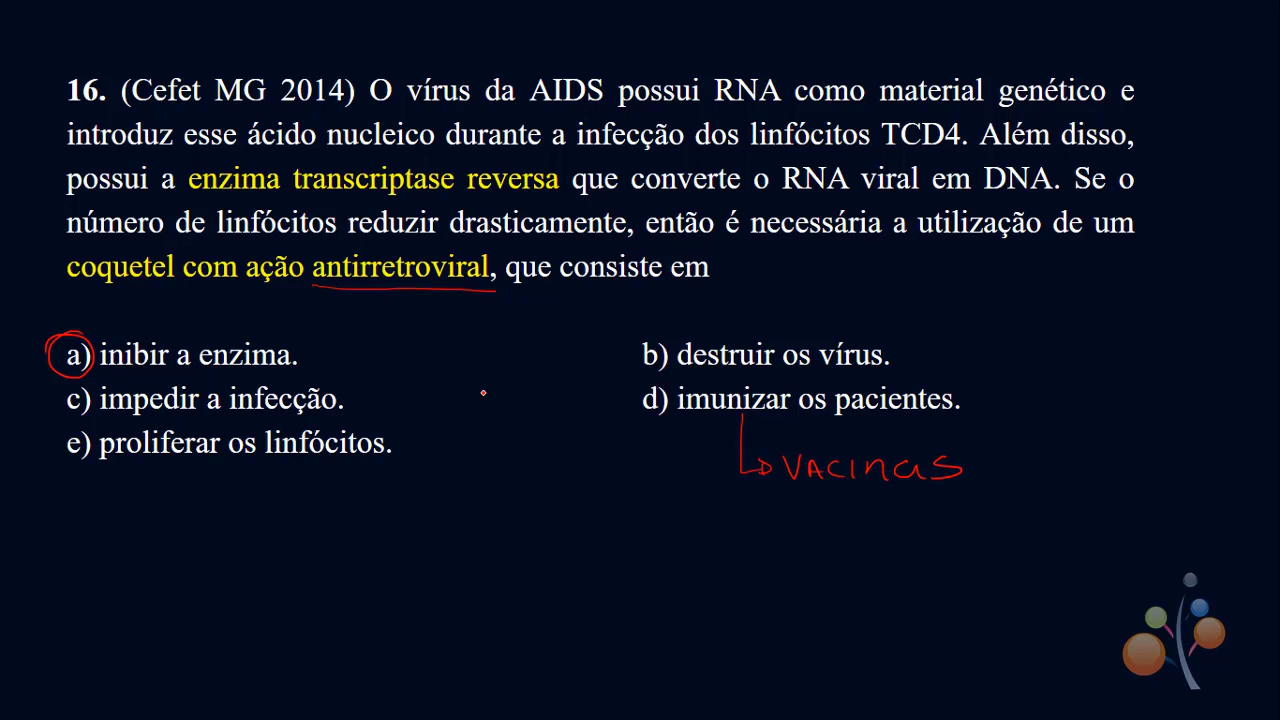 16. (Cefet MG 2014) O vírus da AIDS possui RNA como material genético e
introduz esse ácido nucleico durante a infecção dos linfócitos TCD4. Além disso,
possui a enzima transcriptase reversa que converte o RNA viral em DNA. Se o
número de linfócitos reduzir drasticamente, então é necessária a utilização de um
coquetel com ação antirretroviral, que consiste em
a) inibir a enzima. b) destruir os vírus.
c) impedir a infecção. d) imunizar os pacientes.
e) proliferar os linfócitos.
VACINAS